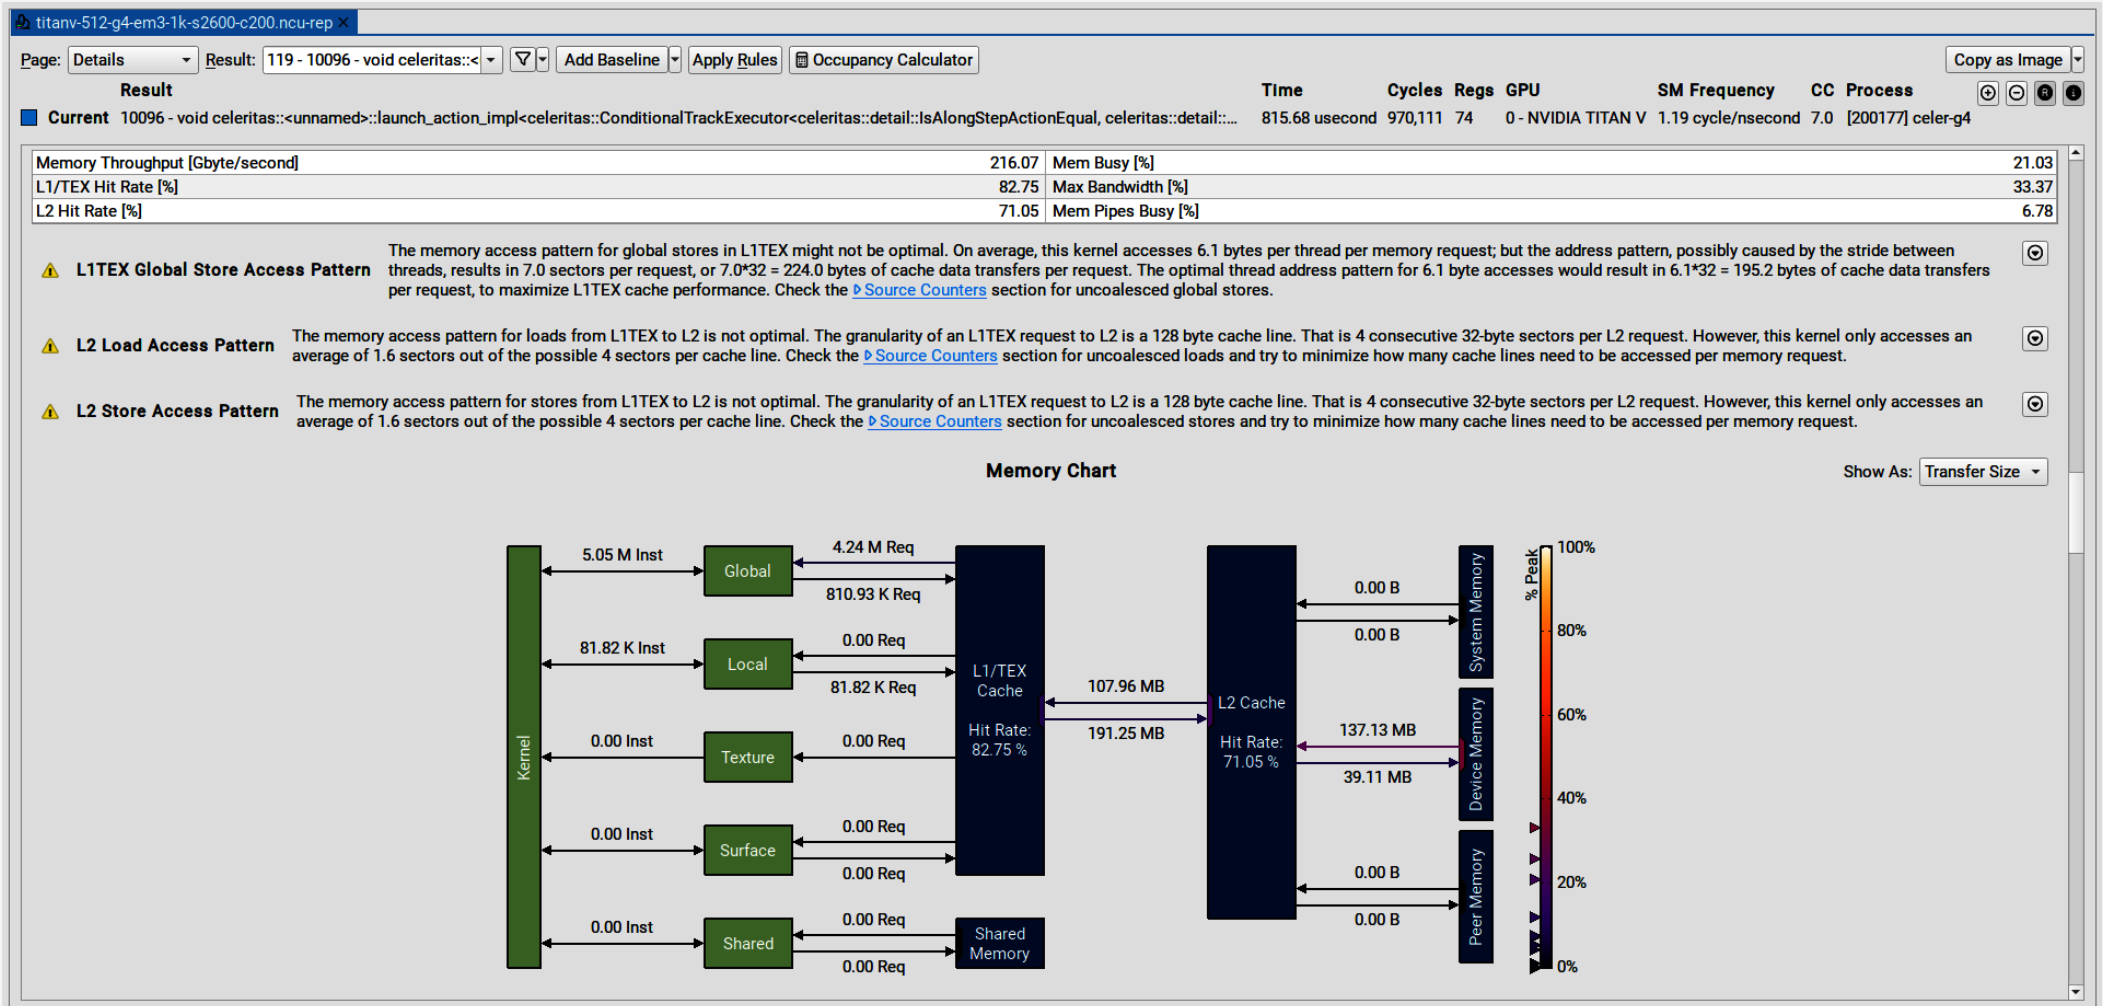 titanv-512-g4-em3-1k-s2600-c200.ncu-rep ×
Page: Details Result: 119 - 10096 - void celeritas::< Add Baseline Apply Rules Occupancy Calculator Copy as Image
Result Time Cycles Regs GPU SM Frequency CC Process
Current 10096 - void celeritas::<unnamed>::launch_action_impl<celeritas::ConditionalTrackExecutor<celeritas::detail::IsAlongStepActionEqual, celeritas::detail::... 815.68 usecond 970,111 74 0 - NVIDIA TITAN V 1.19 cycle/nsecond 7.0 [200177] celer-g4
Memory Throughput [Gbyte/second] 216.07 Mem Busy [%] 21.03
L1/TEX Hit Rate [%] 82.75 Max Bandwidth [%] 33.37
L2 Hit Rate [%] 71.05 Mem Pipes Busy [%] 6.78
L1TEX Global Store Access Pattern
The memory access pattern for global stores in L1TEX might not be optimal. On average, this kernel accesses 6.1 bytes per thread per memory request; but the address pattern, possibly caused by the stride between
threads, results in 7.0 sectors per request, or 7.0*32 = 224.0 bytes of cache data transfers per request. The optimal thread address pattern for 6.1 byte accesses would result in 6.1*32 = 195.2 bytes of cache data transfers
per request, to maximize L1TEX cache performance. Check the Source Counters section for uncoalesced global stores.
L2 Load Access Pattern
The memory access pattern for loads from L1TEX to L2 is not optimal. The granularity of an L1TEX request to L2 is a 128 byte cache line. That is 4 consecutive 32-byte sectors per L2 request. However, this kernel only accesses an
average of 1.6 sectors out of the possible 4 sectors per cache line. Check the Source Counters section for uncoalesced loads and try to minimize how many cache lines need to be accessed per memory request.
L2 Store Access Pattern
The memory access pattern for stores from L1TEX to L2 is not optimal. The granularity of an L1TEX request to L2 is a 128 byte cache line. That is 4 consecutive 32-byte sectors per L2 request. However, this kernel only accesses an
average of 1.6 sectors out of the possible 4 sectors per cache line. Check the Source Counters section for uncoalesced stores and try to minimize how many cache lines need to be accessed per memory request.
Memory Chart
Show As: Transfer Size
Kernel
5.05 M Inst
Global
4.24 M Req
810.93 K Req
81.82 K Inst
Local
0.00 Req
81.82 K Req
0.00 Inst
Texture
0.00 Req
0.00 Inst
Surface
0.00 Req
0.00 Req
0.00 Inst
Shared
0.00 Req
0.00 Req
L1/TEX
Cache
Hit Rate:
82.75 %
Shared
Memory
107.96 MB
191.25 MB
L2 Cache
Hit Rate:
71.05 %
0.00 B
0.00 B
System Memory
137.13 MB
39.11 MB
Device Memory
0.00 B
0.00 B
Peer Memory
% Peak
100%
80%
60%
40%
20%
0%